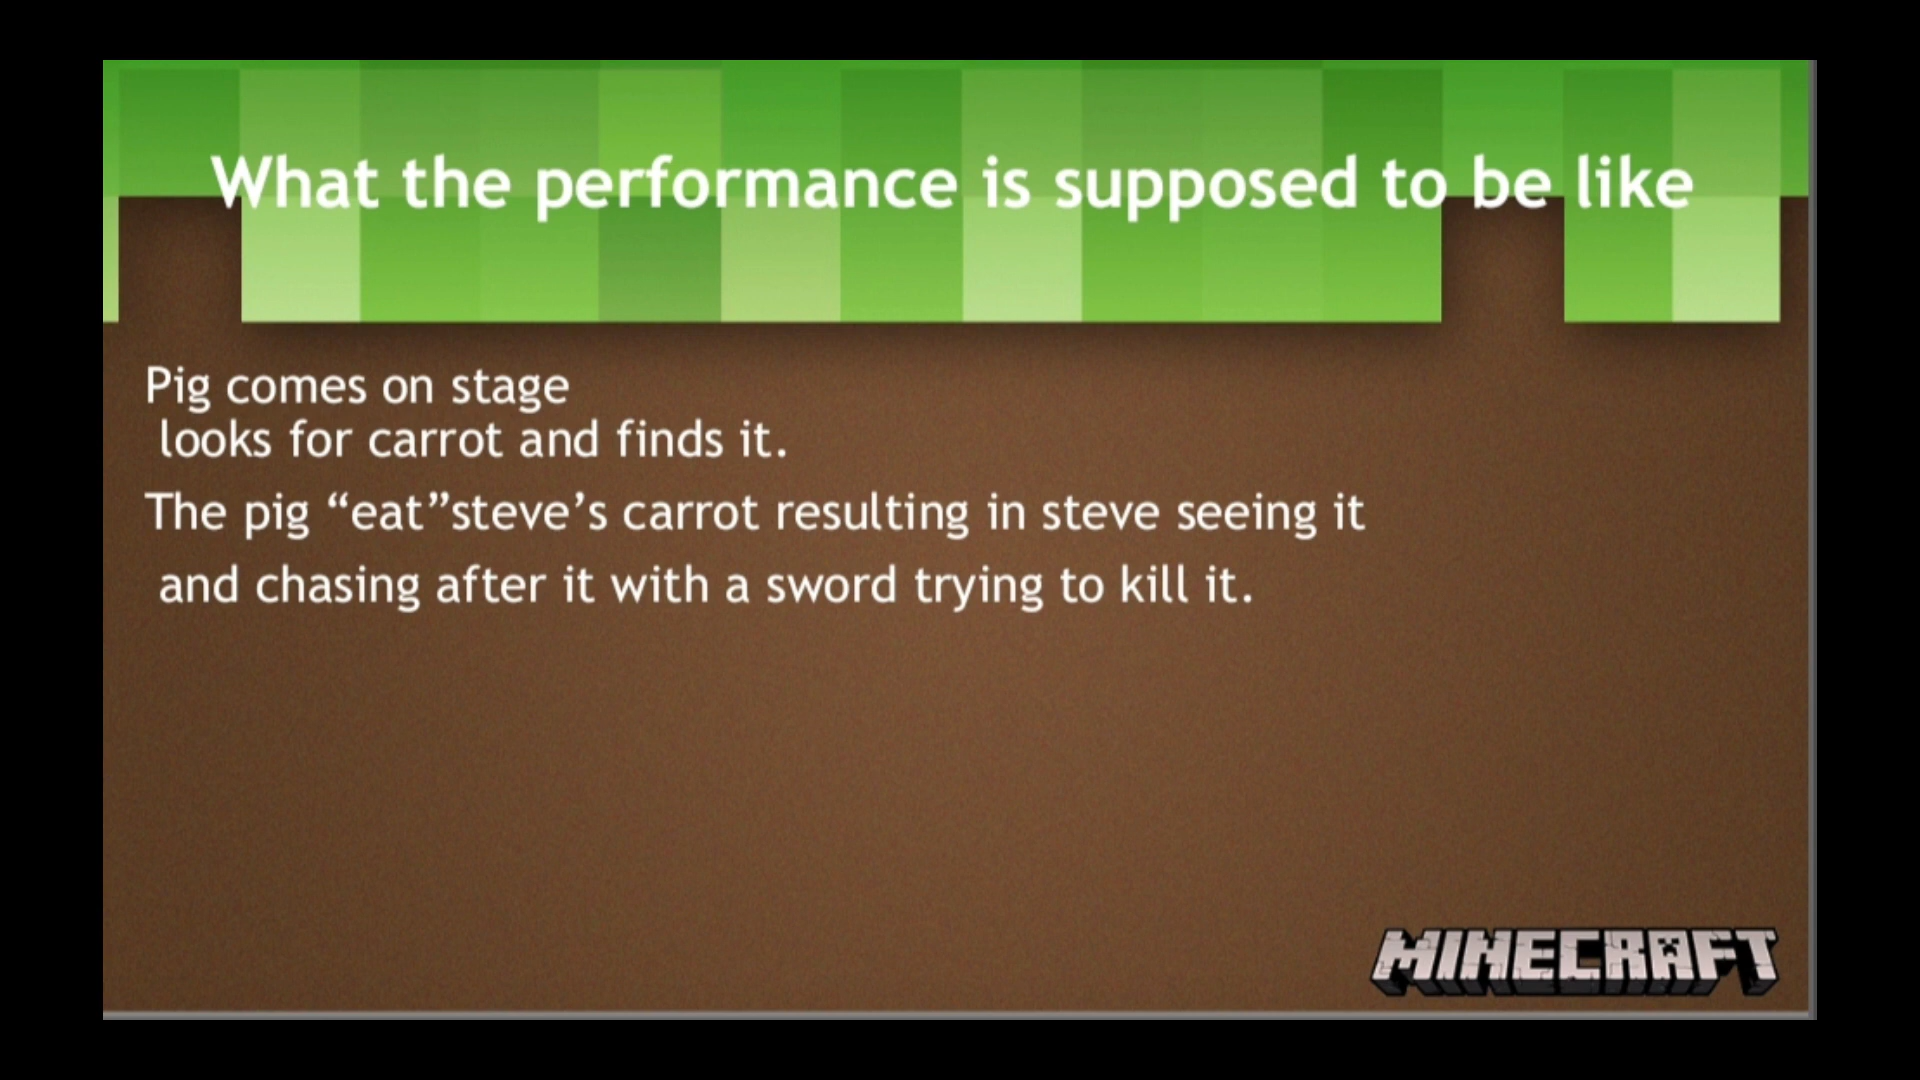 What the performance is supposed to be like
Pig comes on stage
looks for carrot and finds it.
The pig “eat”steve’s carrot resulting in steve seeing it
and chasing after it with a sword trying to kill it.
MINECRAFT